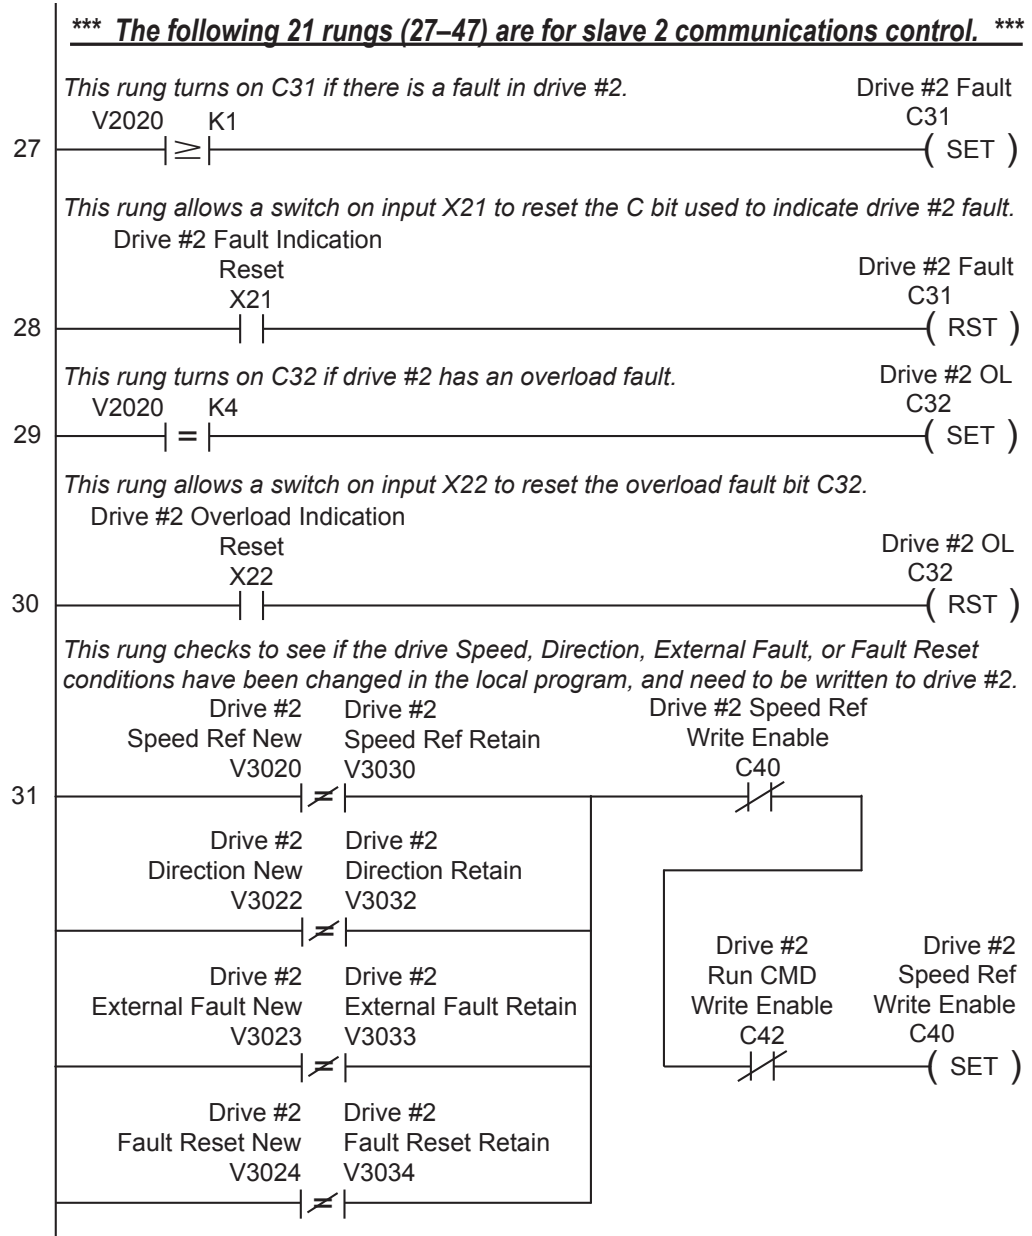 *** The following 21 rungs (27–47) are for slave 2 communications control. ***
This rung turns on C31 if there is a fault in drive #2.
Drive #2 Fault
V2020 K1
C31
27
≥
( SET )
This rung allows a switch on input X21 to reset the C bit used to indicate drive #2 fault.
Drive #2 Fault Indication
Reset
X21
Drive #2 Fault
C31
28
( RST )
This rung turns on C32 if drive #2 has an overload fault.
Drive #2 OL
V2020 K4
C32
29
=
( SET )
This rung allows a switch on input X22 to reset the overload fault bit C32.
Drive #2 Overload Indication
Reset
X22
Drive #2 OL
C32
30
( RST )
This rung checks to see if the drive Speed, Direction, External Fault, or Fault Reset
conditions have been changed in the local program, and need to be written to drive #2.
Drive #2
Speed Ref New
V3020
Drive #2
Speed Ref Retain
V3030
Drive #2 Speed Ref
Write Enable
C40
31
≠
Drive #2
Direction New
V3022
Drive #2
Direction Retain
V3032
≠
Drive #2
External Fault New
V3023
Drive #2
External Fault Retain
V3033
≠
Drive #2
Run CMD
Write Enable
C42
Drive #2
Speed Ref
Write Enable
C40
( SET )
Drive #2
Fault Reset New
V3024
Drive #2
Fault Reset Retain
V3034
≠